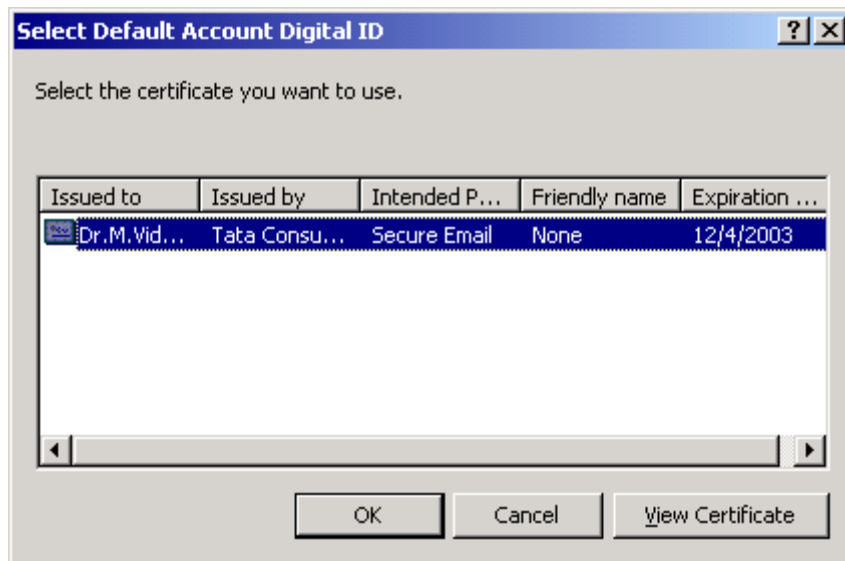 Select Default Account Digital ID
Select the certificate you want to use.
Issued to Issued by Intended P... Friendly name Expiration ...
Dr.M.Vid... Tata Consu... Secure Email None 12/4/2003
OK Cancel View Certificate